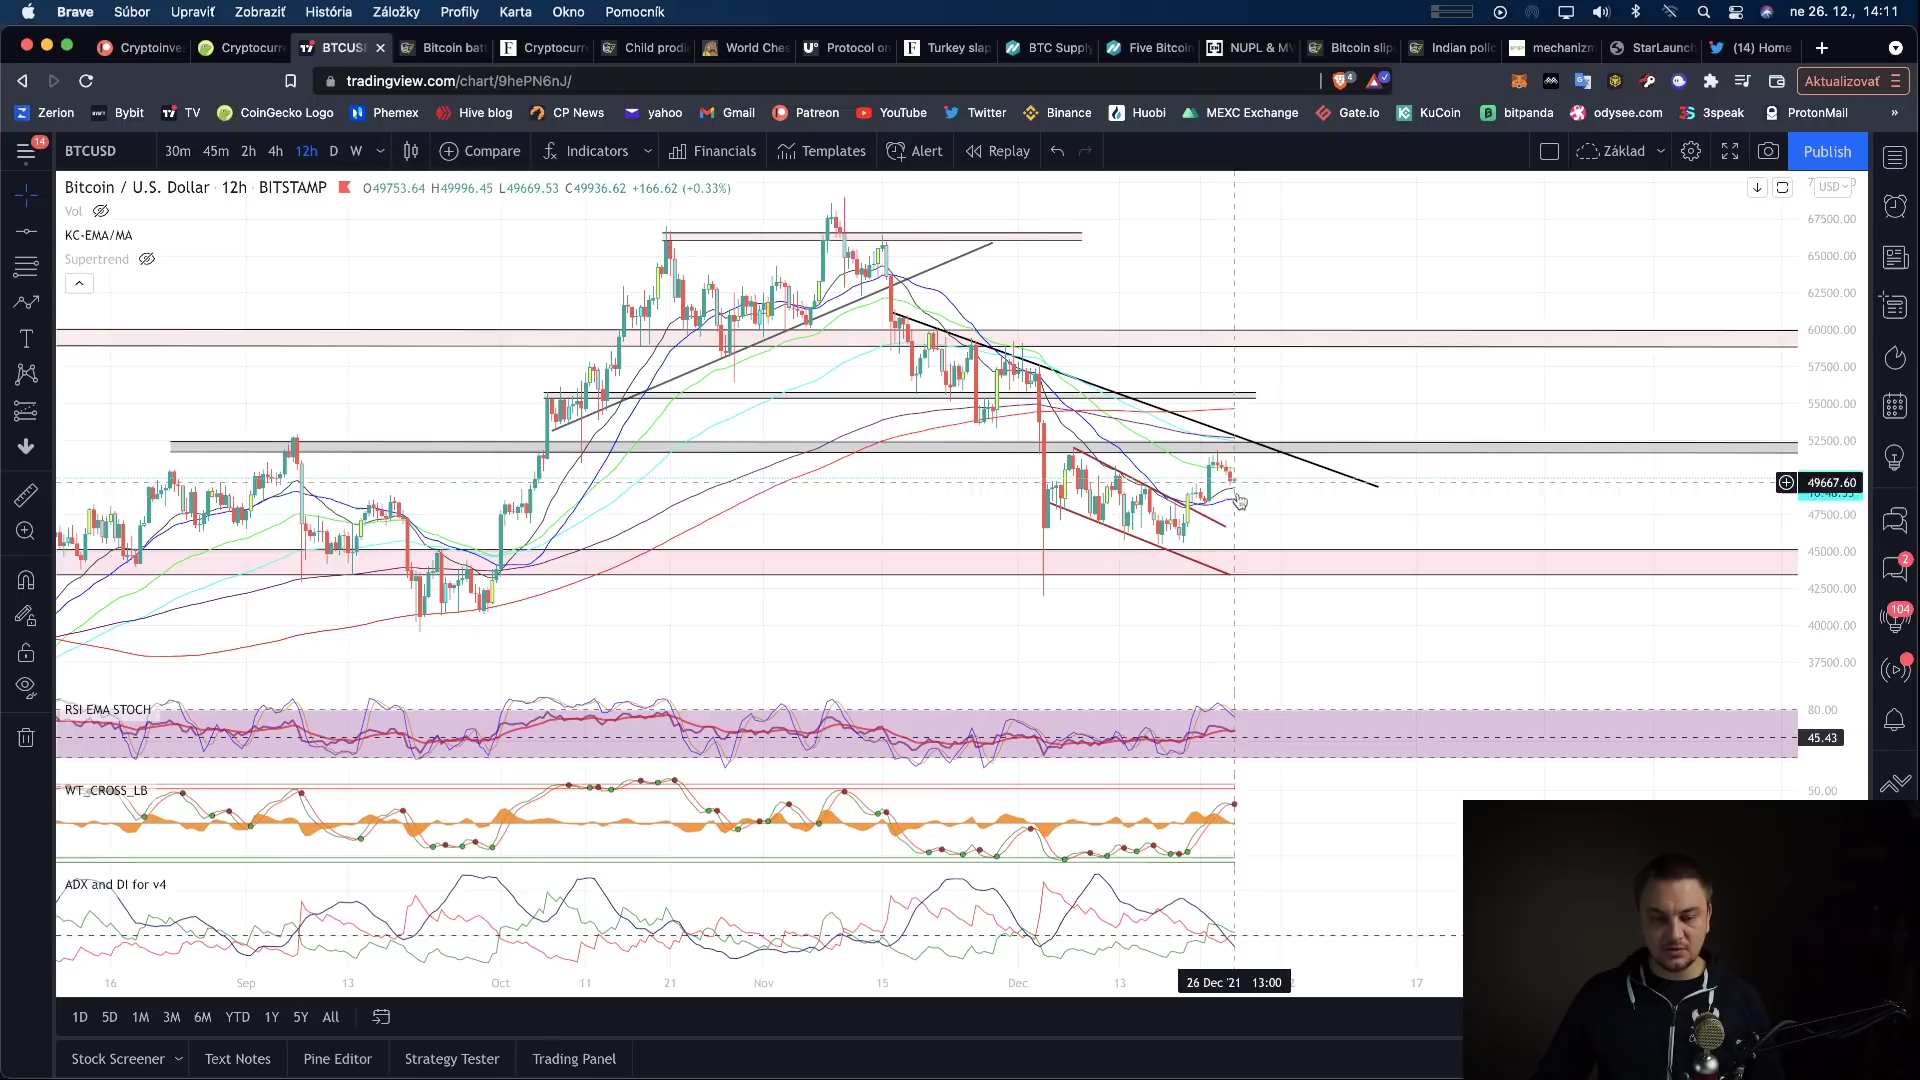 Brave Súbor Upraviť Zobraziť História Záložky Profily Karta Okno Pomocník ne 26. 12., 14:11
Cryptoinve Cryptocurr BTCUS Bitcoin bat Cryptocurr Child prodi World Ches Protocol on Turkey slap BTC Supply Five Bitcoin NUPL & MV Bitcoin slip Indian polic mechanizm StarLaunch (14) Home
tradingview.com/chart/9hePN6nJ/ 4 Aktualizovať
Zerion Bybit TV CoinGecko Logo Phemex Hive blog CP News yahoo Gmail Patreon YouTube Twitter Binance Huobi MEXC Exchange Gate.io KuCoin bitpanda odysee.com 3speak ProtonMail »
14 BTCUSD 30m 45m 2h 4h 12h D W Compare Indicators Financials Templates Alert Replay Základ Publish
Bitcoin / U.S. Dollar · 12h · BITSTAMP O49753.64 H49996.45 L49669.53 C49936.62 +166.62 (+0.33%) USD
Vol
KC-EMA/MA
Supertrend
67500.00
65000.00
62500.00
60000.00
57500.00
55000.00
52500.00
49667.60
47500.00
45000.00
42500.00
40000.00
37500.00
2
104
RSI EMA STOCH 80.00
45.43
WT_CROSS_LB 50.00
ADX and DI for v4
16 Sep 13 Oct 11 21 Nov 15 Dec 13 26 Dec '21 13:00 17
1D 5D 1M 3M 6M YTD 1Y 5Y All
Stock Screener Text Notes Pine Editor Strategy Tester Trading Panel